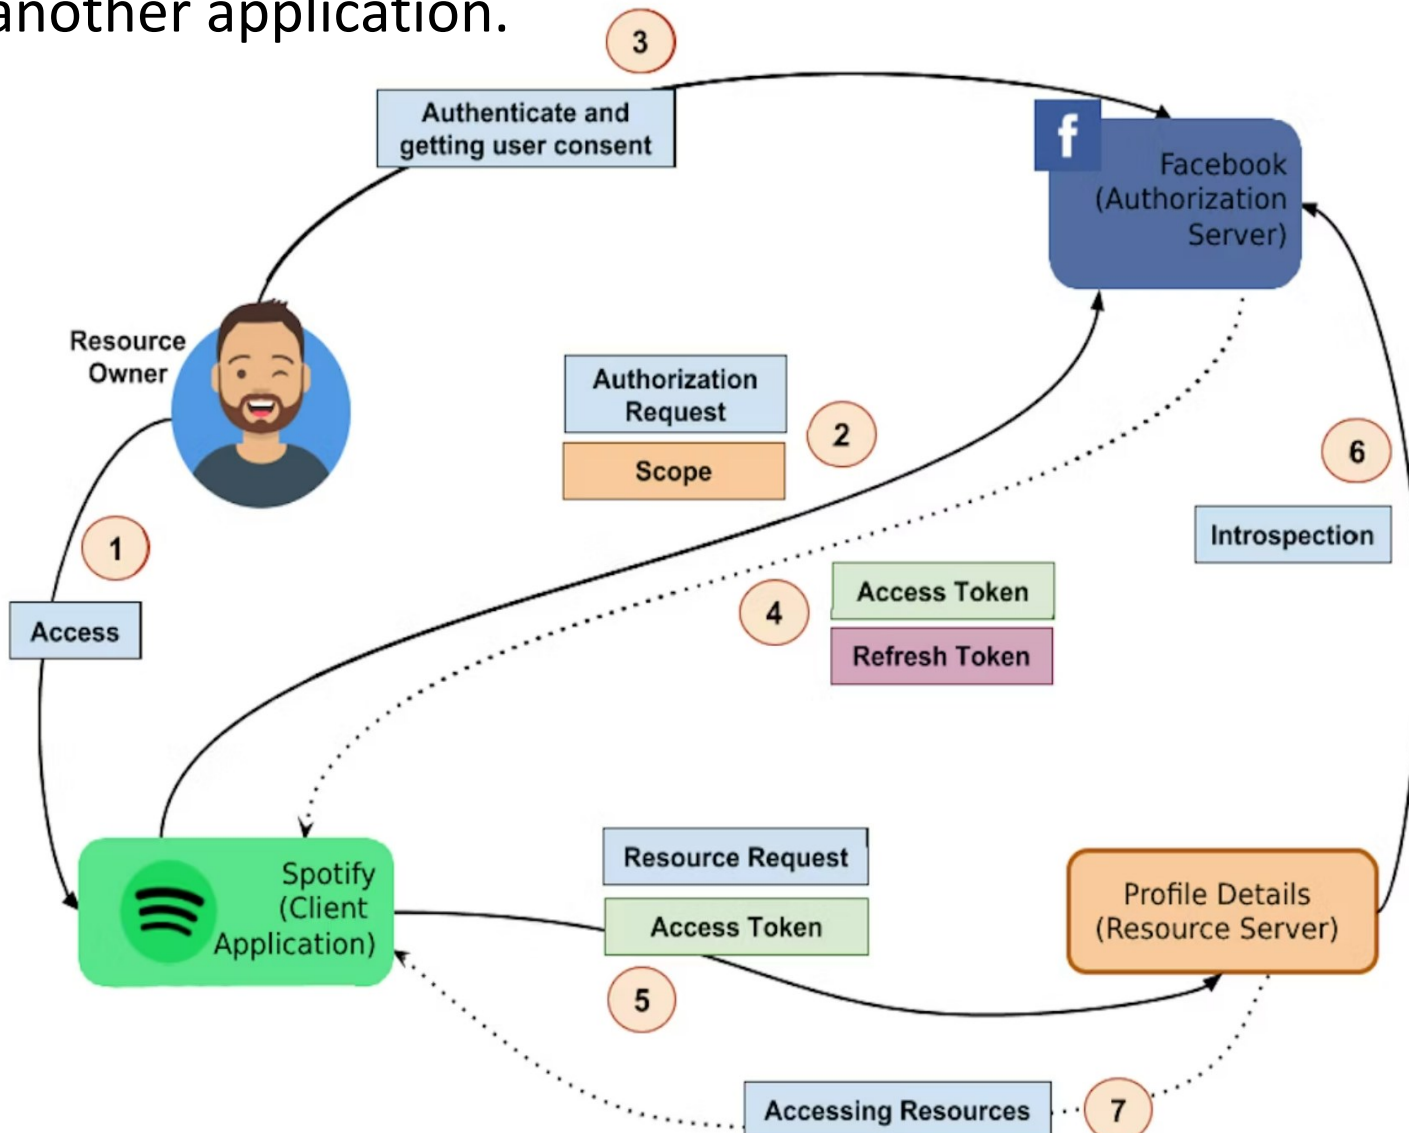 another application.
3
Authenticate and
getting user consent
f
Facebook
(Authorization
Server)
Resource
Owner
Authorization
Request
Scope
2
6
Introspection
1
Access
4
Access Token
Refresh Token
Spotify
(Client
Application)
Resource Request
Access Token
5
Profile Details
(Resource Server)
Accessing Resources
7